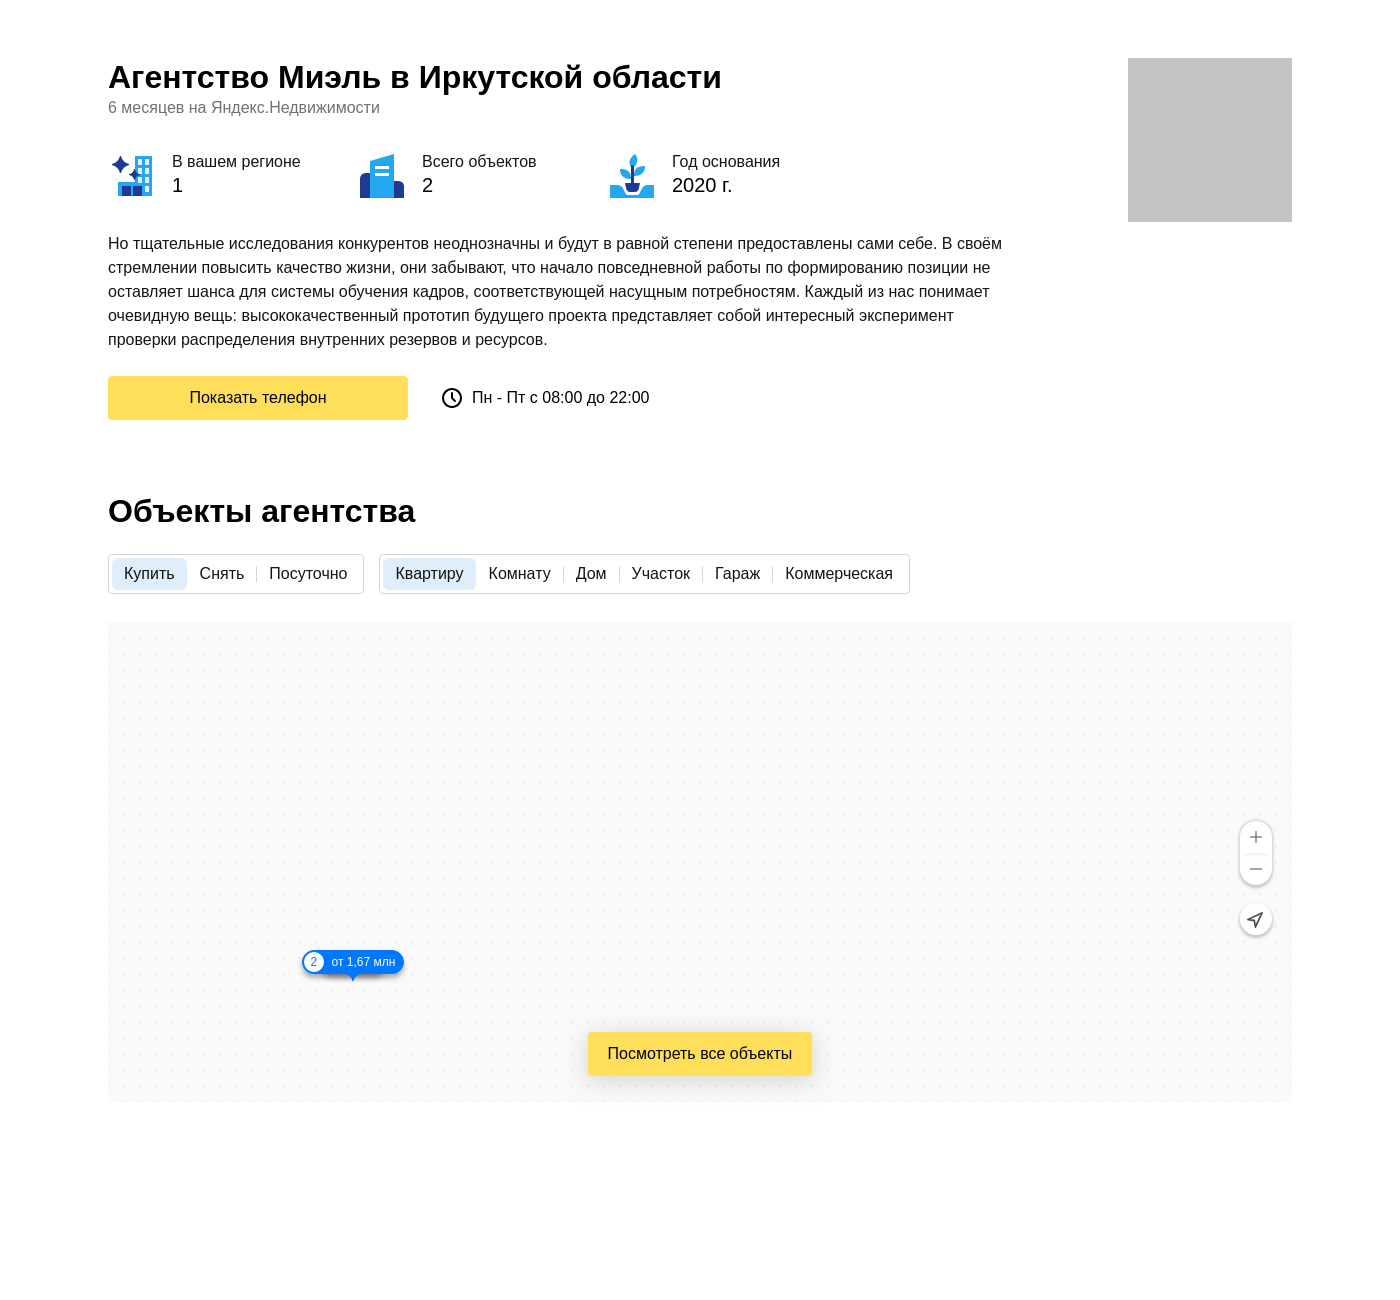 Агентство Миэль в Иркутской области
6 месяцев на Яндекс.Недвижимости
В вашем регионе
1
Всего объектов
2
Год основания
2020 г.
Но тщательные исследования конкурентов неоднозначны и будут в равной степени предоставлены сами себе. В своём
стремлении повысить качество жизни, они забывают, что начало повседневной работы по формированию позиции не
оставляет шанса для системы обучения кадров, соответствующей насущным потребностям. Каждый из нас понимает
очевидную вещь: высококачественный прототип будущего проекта представляет собой интересный эксперимент
проверки распределения внутренних резервов и ресурсов.
Показать телефон
Пн - Пт с 08:00 до 22:00
Объекты агентства
Купить Снять Посуточно Квартиру Комнату Дом Участок Гараж Коммерческая
2 от 1,67 млн
Посмотреть все объекты